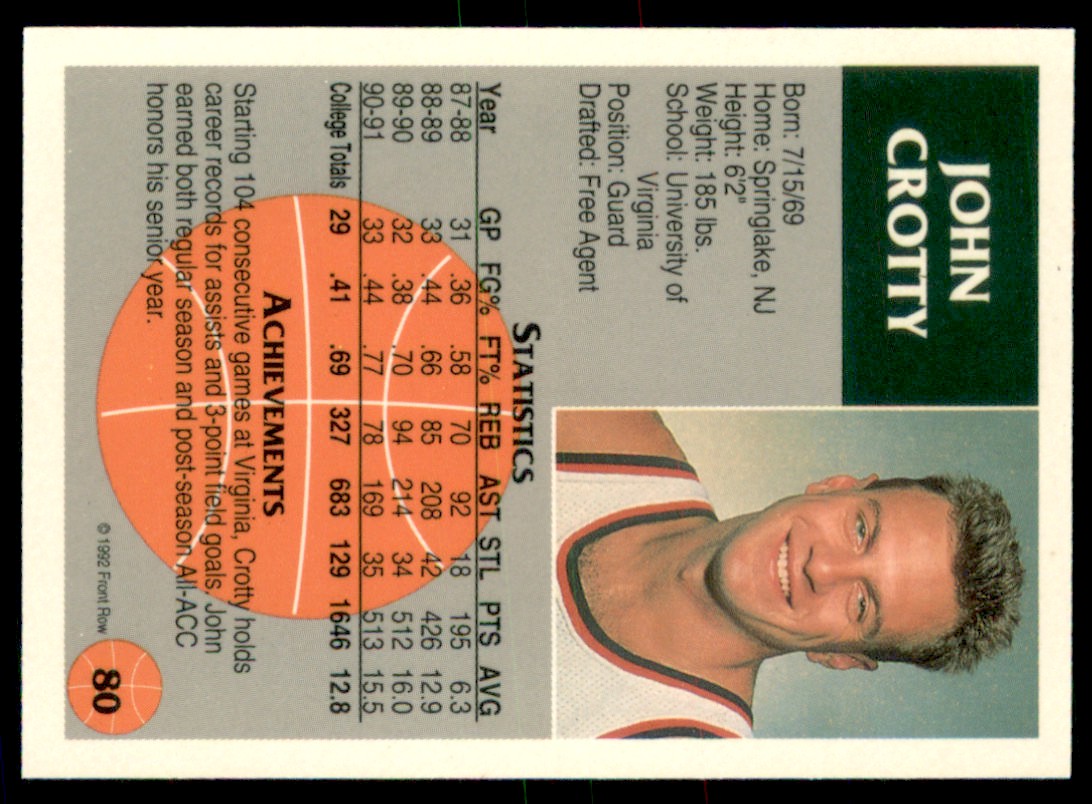 JOHN
CROTTY
Born: 7/15/69
Home: Springlake, NJ
Height: 6'2"
Weight: 185 lbs.
School: University of
Virginia
Position: Guard
Drafted: Free Agent
STATISTICS
Year GP FG% FT% REB AST STL PTS AVG
87-88 31 .36 .58 70 92 18 195 6.3
88-89 33 .44 .66 85 208 42 426 12.9
89-90 32 .38 .70 94 214 34 512 16.0
90-91 33 .44 .77 78 169 35 513 15.5
College Totals 29 .41 .69 327 683 129 1646 12.8
ACHIEVEMENTS
Starting 104 consecutive games at Virginia, Crotty holds
career records for assists and 3-point field goals. John
earned both regular season and post-season All-ACC
honors his senior year.
© 1992 Front Row
80